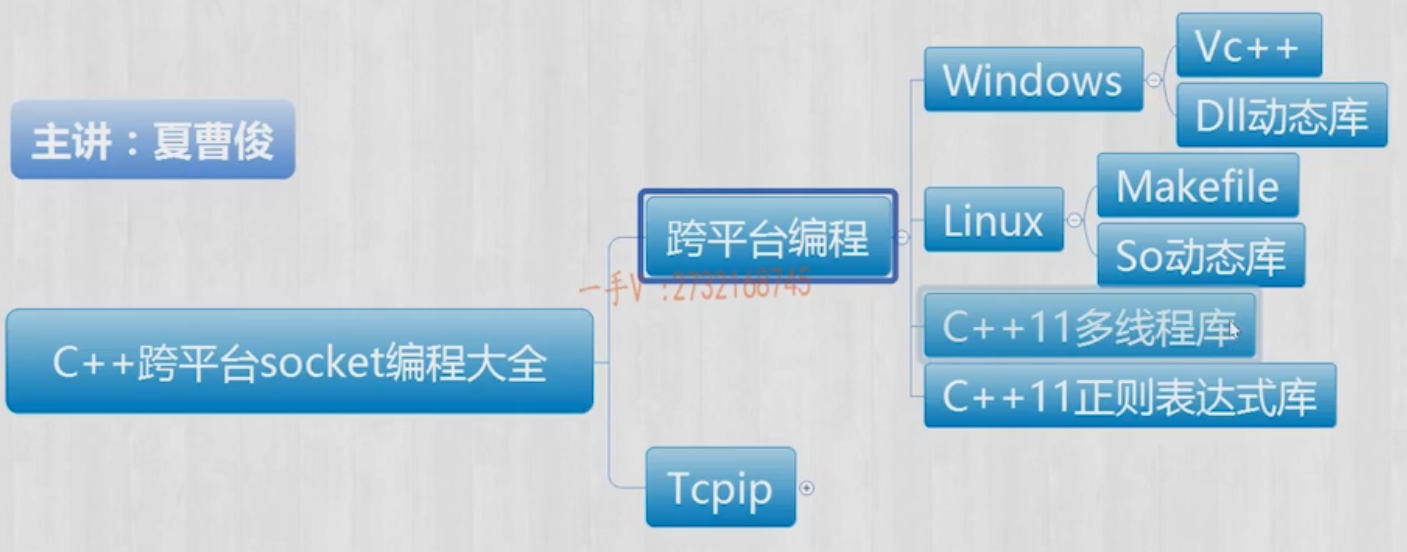 主讲：夏曹俊
C++跨平台socket编程大全
跨平台编程
Windows
Vc++
Dll动态库
Linux
Makefile
So动态库
C++11多线程库
C++11正则表达式库
Tcpip
一手V:2732168745